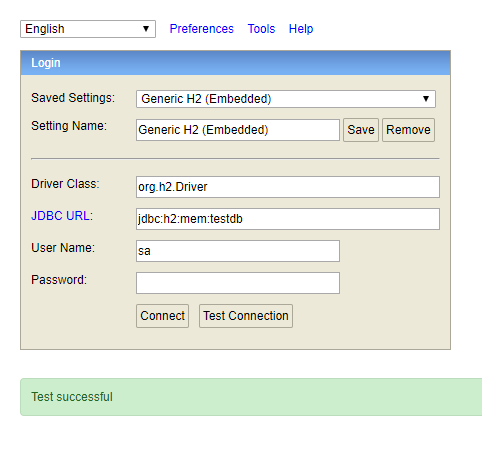 English Preferences Tools Help
Login
Saved Settings: Generic H2 (Embedded)
Setting Name: Generic H2 (Embedded) Save Remove
Driver Class: org.h2.Driver
JDBC URL: jdbc:h2:mem:testdb
User Name: sa
Password:
Connect Test Connection
Test successful